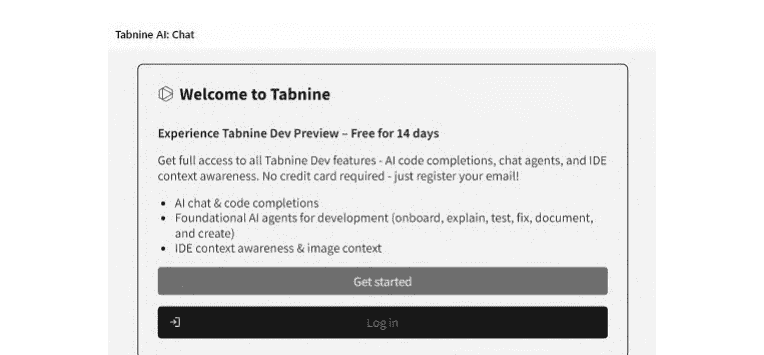 Tabnine AI: Chat
Welcome to Tabnine
Experience Tabnine Dev Preview – Free for 14 days
Get full access to all Tabnine Dev features - AI code completions, chat agents, and IDE
context awareness. No credit card required - just register your email!
• AI chat & code completions
• Foundational AI agents for development (onboard, explain, test, fix, document,
and create)
• IDE context awareness & image context
Get started
Log in